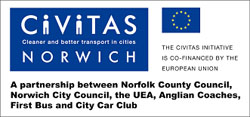 CiViTAS
Cleaner and better transport in cities
NORWICH
THE CIVITAS INITIATIVE
IS CO-FINANCED BY THE
EUROPEAN UNION
A partnership between Norfolk County Council,
Norwich City Council, the UEA, Anglian Coaches,
First Bus and City Car Club